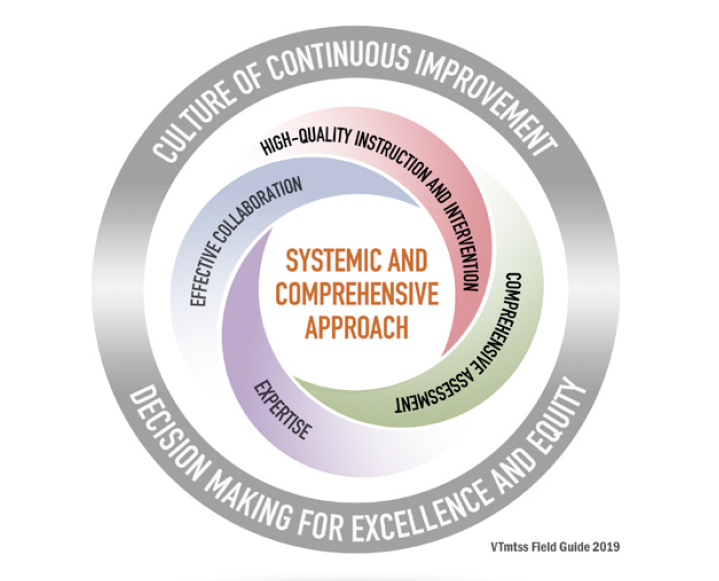 CULTURE OF CONTINUOUS IMPROVEMENT
HIGH-QUALITY INSTRUCTION AND INTERVENTION
EFFECTIVE COLLABORATION
SYSTEMIC AND
COMPREHENSIVE
APPROACH
COMPREHENSIVE ASSESSMENT
EXPERTISE
DECISION MAKING FOR EXCELLENCE AND EQUITY
VTmtss Field Guide 2019